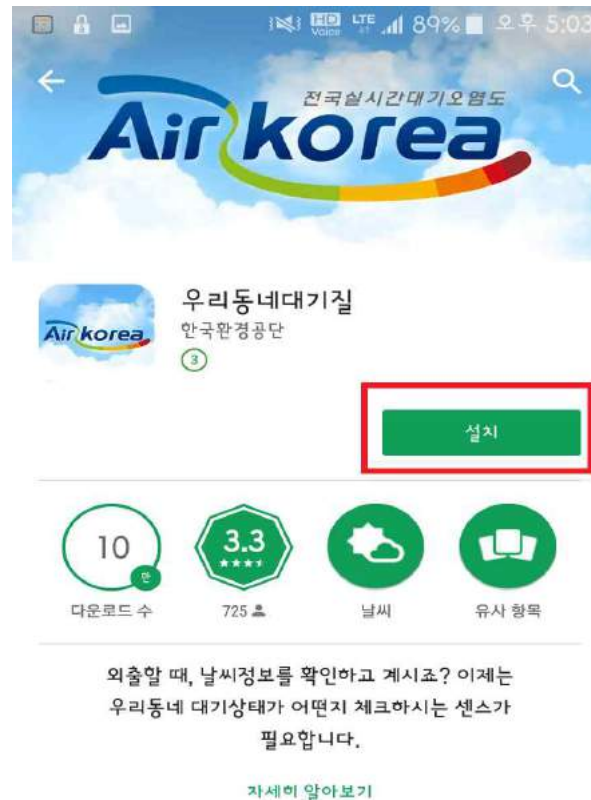 HD Voice LTE 89% 오후 5:03
전국실시간대기오염도
Air korea
Air korea
우리동네대기질
한국환경공단
3
설치
10
만
3.3
다운로드 수
725
날씨
유사 항목
외출할 때, 날씨정보를 확인하고 계시죠? 이제는
우리동네 대기상태가 어떤지 체크하시는 센스가
필요합니다.
자세히 알아보기